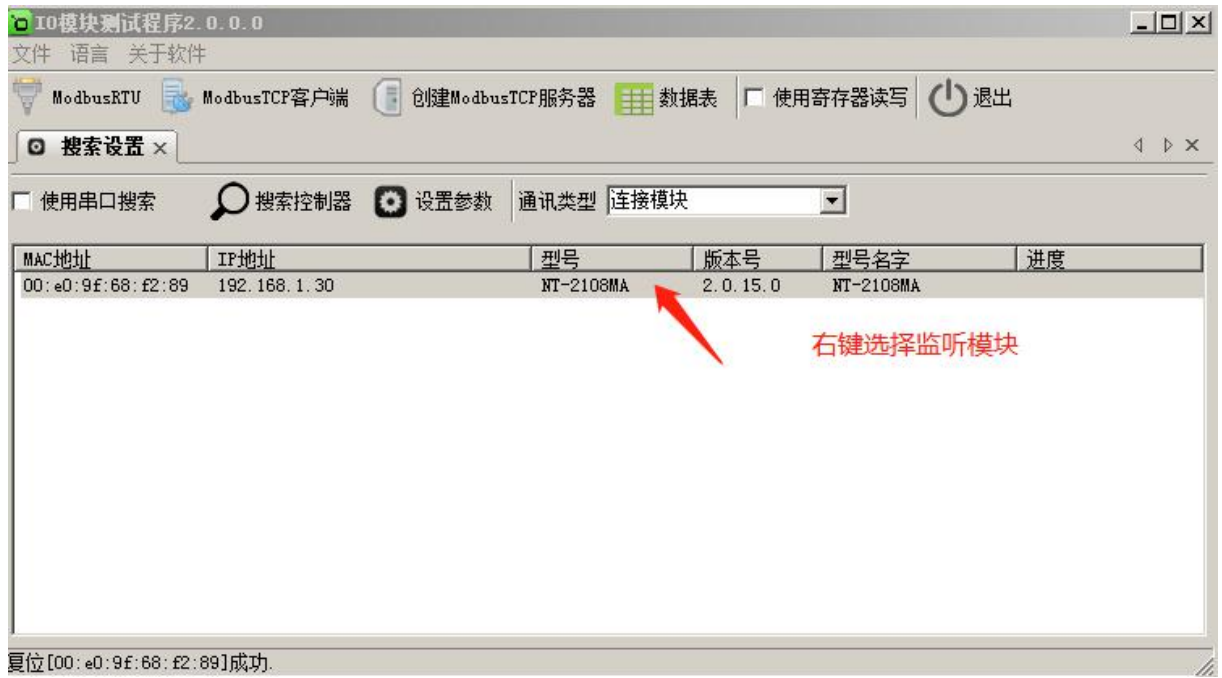 IO模块测试程序2.0.0.0
文件 语言 关于软件
ModbusRTU ModbusTCP客户端 创建ModbusTCP服务器 数据表 使用寄存器读写 退出
搜索设置
使用串口搜索 搜索控制器 设置参数 通讯类型 连接模块
MAC地址 IP地址 型号 版本号 型号名字 进度
00:e0:9f:68:f2:89 192.168.1.30 NT-2108MA 2.0.15.0 NT-2108MA
右键选择监听模块
复位[00:e0:9f:68:f2:89]成功.